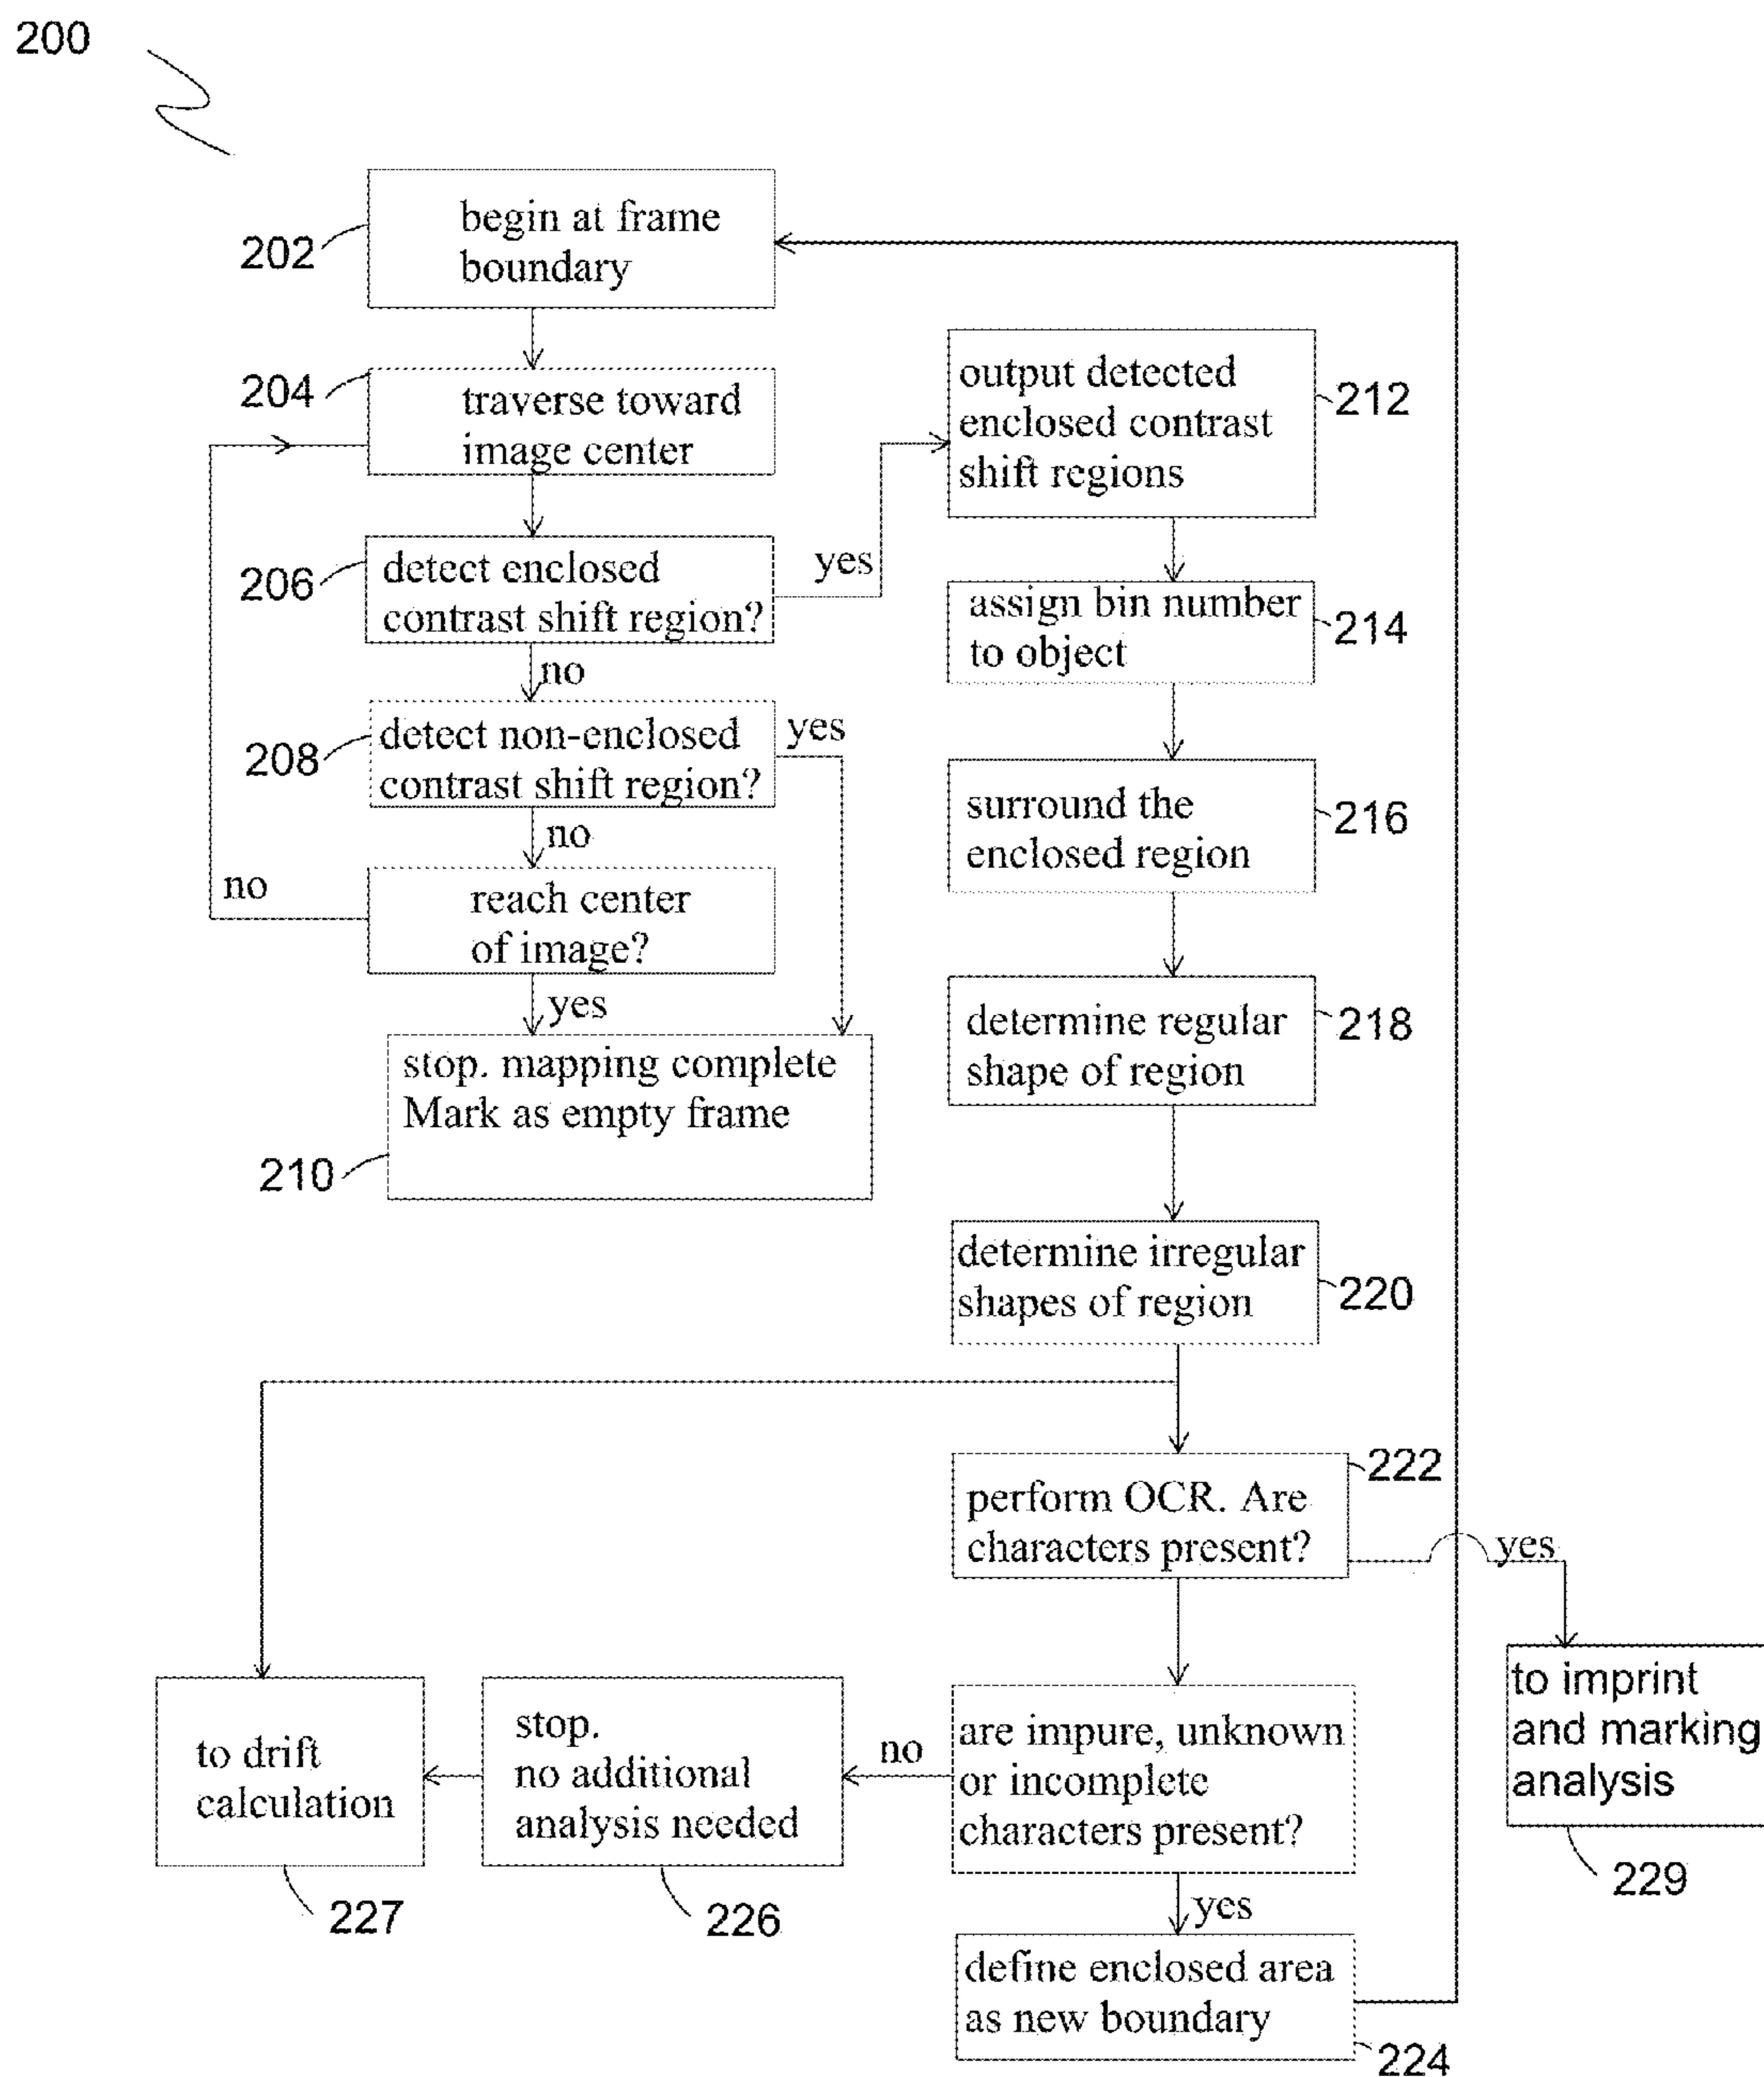 200
202
begin at frame
boundary
204
traverse toward
image center
206
detect enclosed
contrast shift region?
yes
no
208
detect non-enclosed
contrast shift region?
yes
no
reach center
of image?
no
yes
stop. mapping complete
Mark as empty frame
210
output detected
enclosed contrast
shift regions
212
assign bin number
to object
214
surround the
enclosed region
216
determine regular
shape of region
218
determine irregular
shapes of region
220
222
perform OCR. Are
characters present?
yes
to imprint
and marking
analysis
229
are impure, unknown
or incomplete
characters present?
no
stop.
no additional
analysis needed
226
to drift
calculation
227
yes
define enclosed area
as new boundary
224